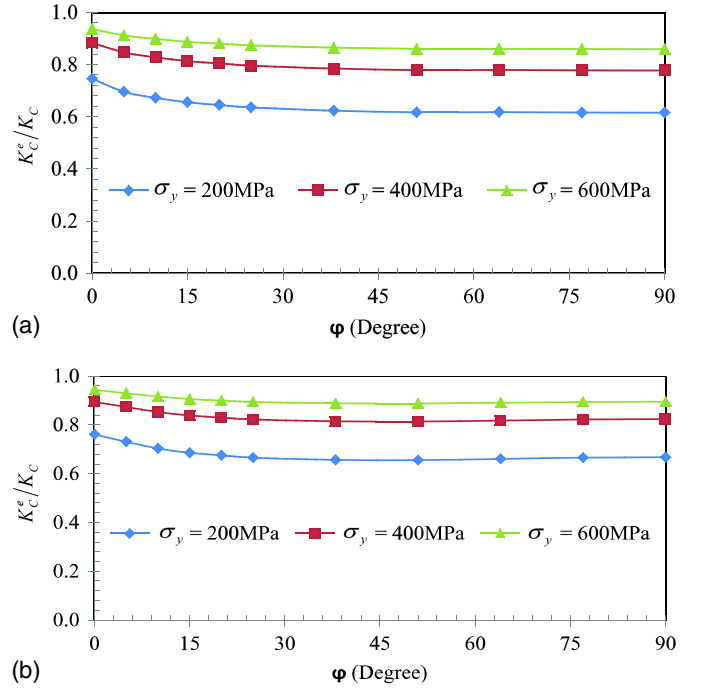 1.0
0.8
0.6
0.4
0.2
0.0
K_C^e/K_C
σ_y = 200MPa σ_y = 400MPa σ_y = 600MPa
0 15 30 45 60 75 90
(a)
φ (Degree)
1.0
0.8
0.6
0.4
0.2
0.0
K_C^e/K_C
σ_y = 200MPa σ_y = 400MPa σ_y = 600MPa
0 15 30 45 60 75 90
(b)
φ (Degree)